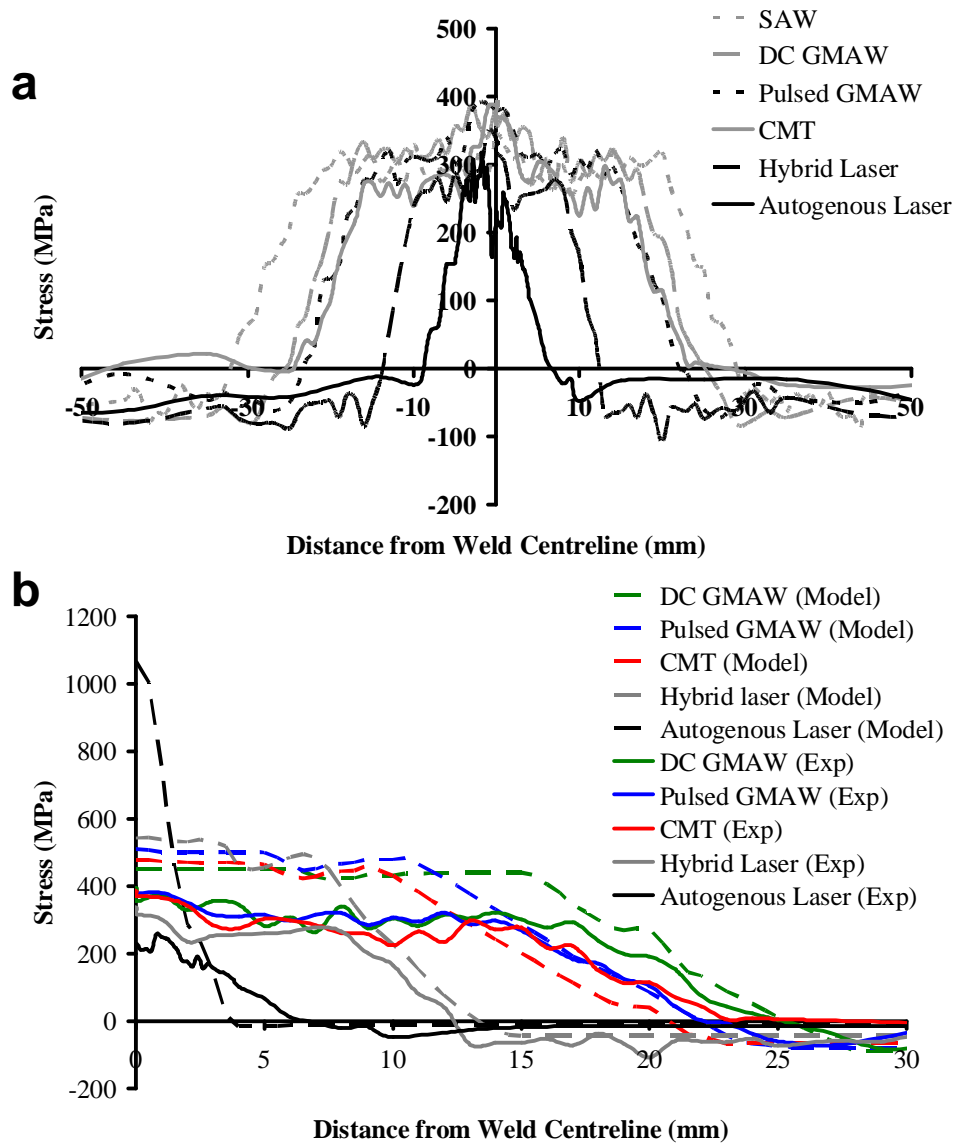 a
SAW
DC GMAW
Pulsed GMAW
CMT
Hybrid Laser
Autogenous Laser
500
400
300
200
100
0
-100
-200
-50
-30
-10
10
30
50
Stress (MPa)
Distance from Weld Centreline (mm)
b
DC GMAW (Model)
Pulsed GMAW (Model)
CMT (Model)
Hybrid laser (Model)
Autogenous Laser (Model)
DC GMAW (Exp)
Pulsed GMAW (Exp)
CMT (Exp)
Hybrid Laser (Exp)
Autogenous Laser (Exp)
1200
1000
800
600
400
200
0
-200
0
5
10
15
20
25
30
Stress (MPa)
Distance from Weld Centreline (mm)